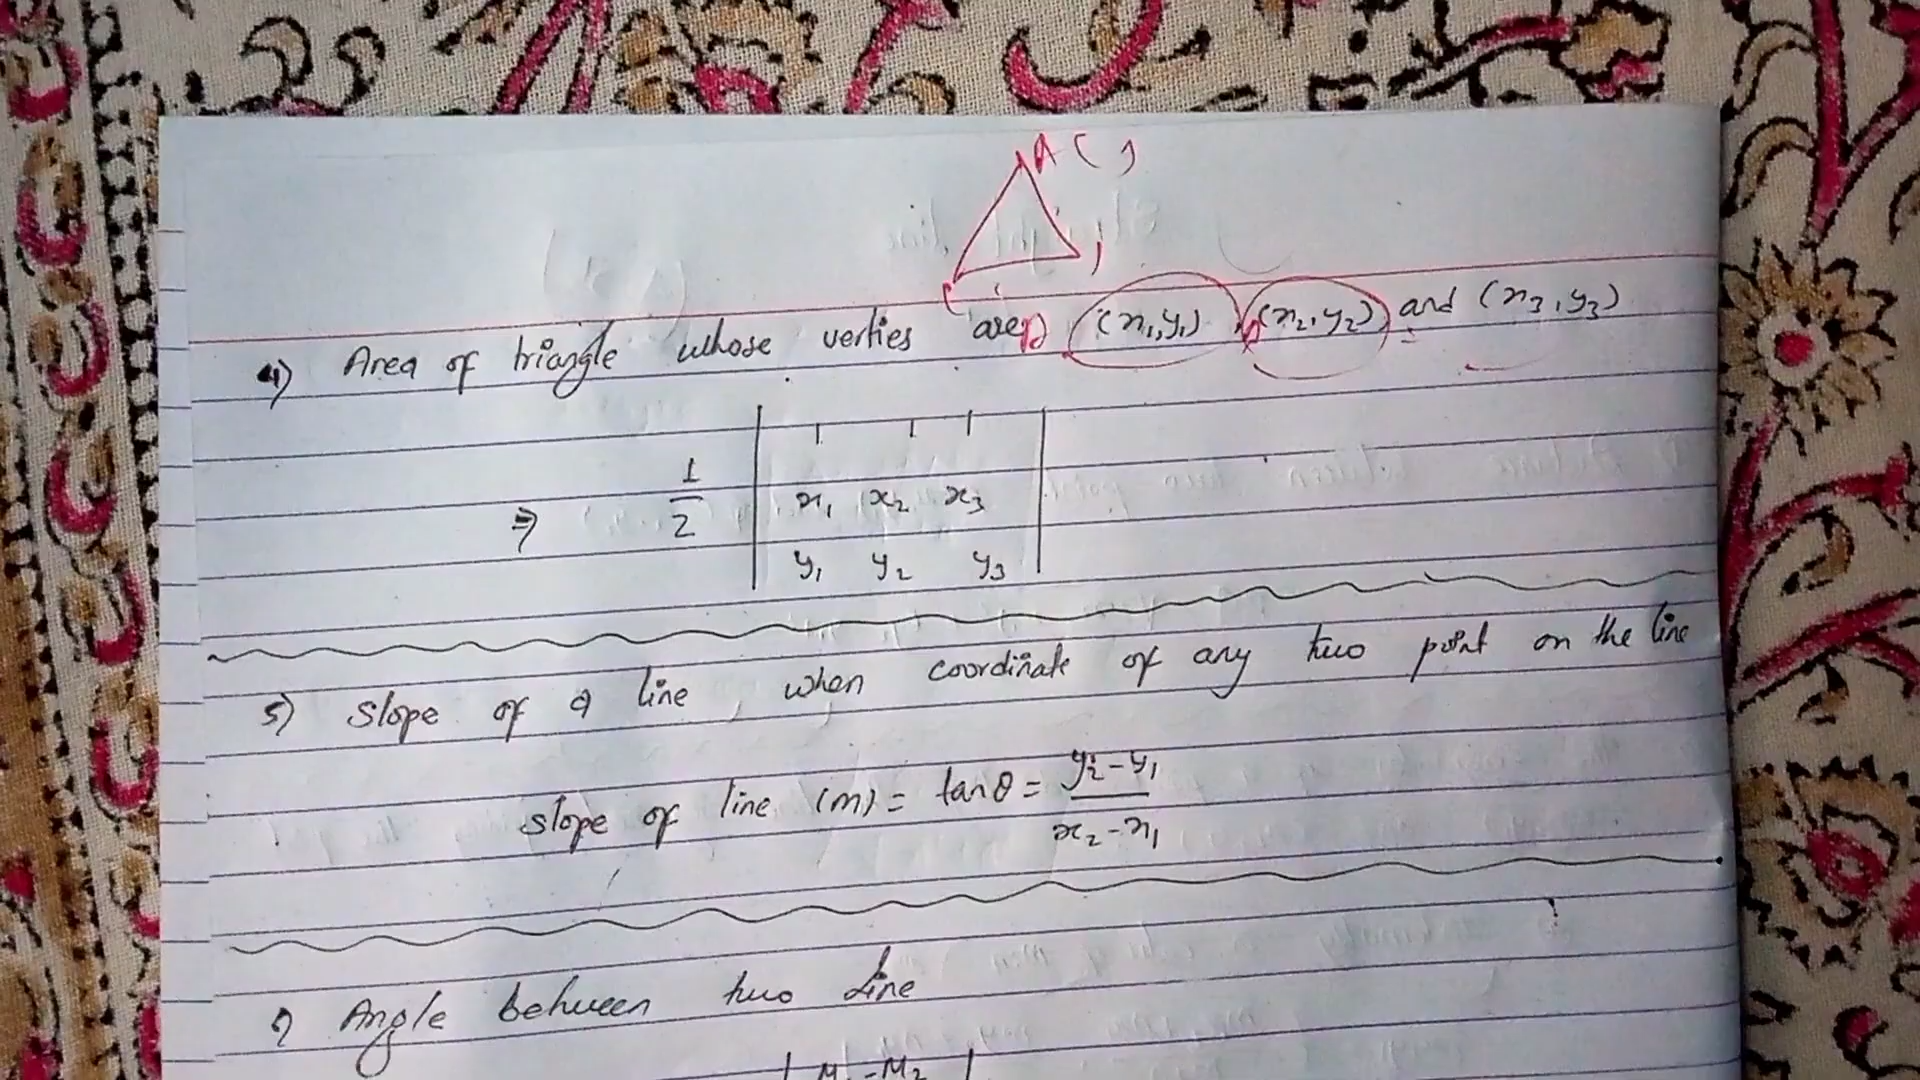 A ( , )
4) Area of triangle whose verties are (x₁,y₁) , (x₂,y₂) and (x₃,y₃)
1 1 1
⇒ 1/2 | x₁ x₂ x₃ |
y₁ y₂ y₃
5) Slope of a line, when coordinate of any two point on the line
slope of line (m) = tanθ = y₂-y₁ / x₂-x₁
Angle between two Line
| M₁-M₂ |